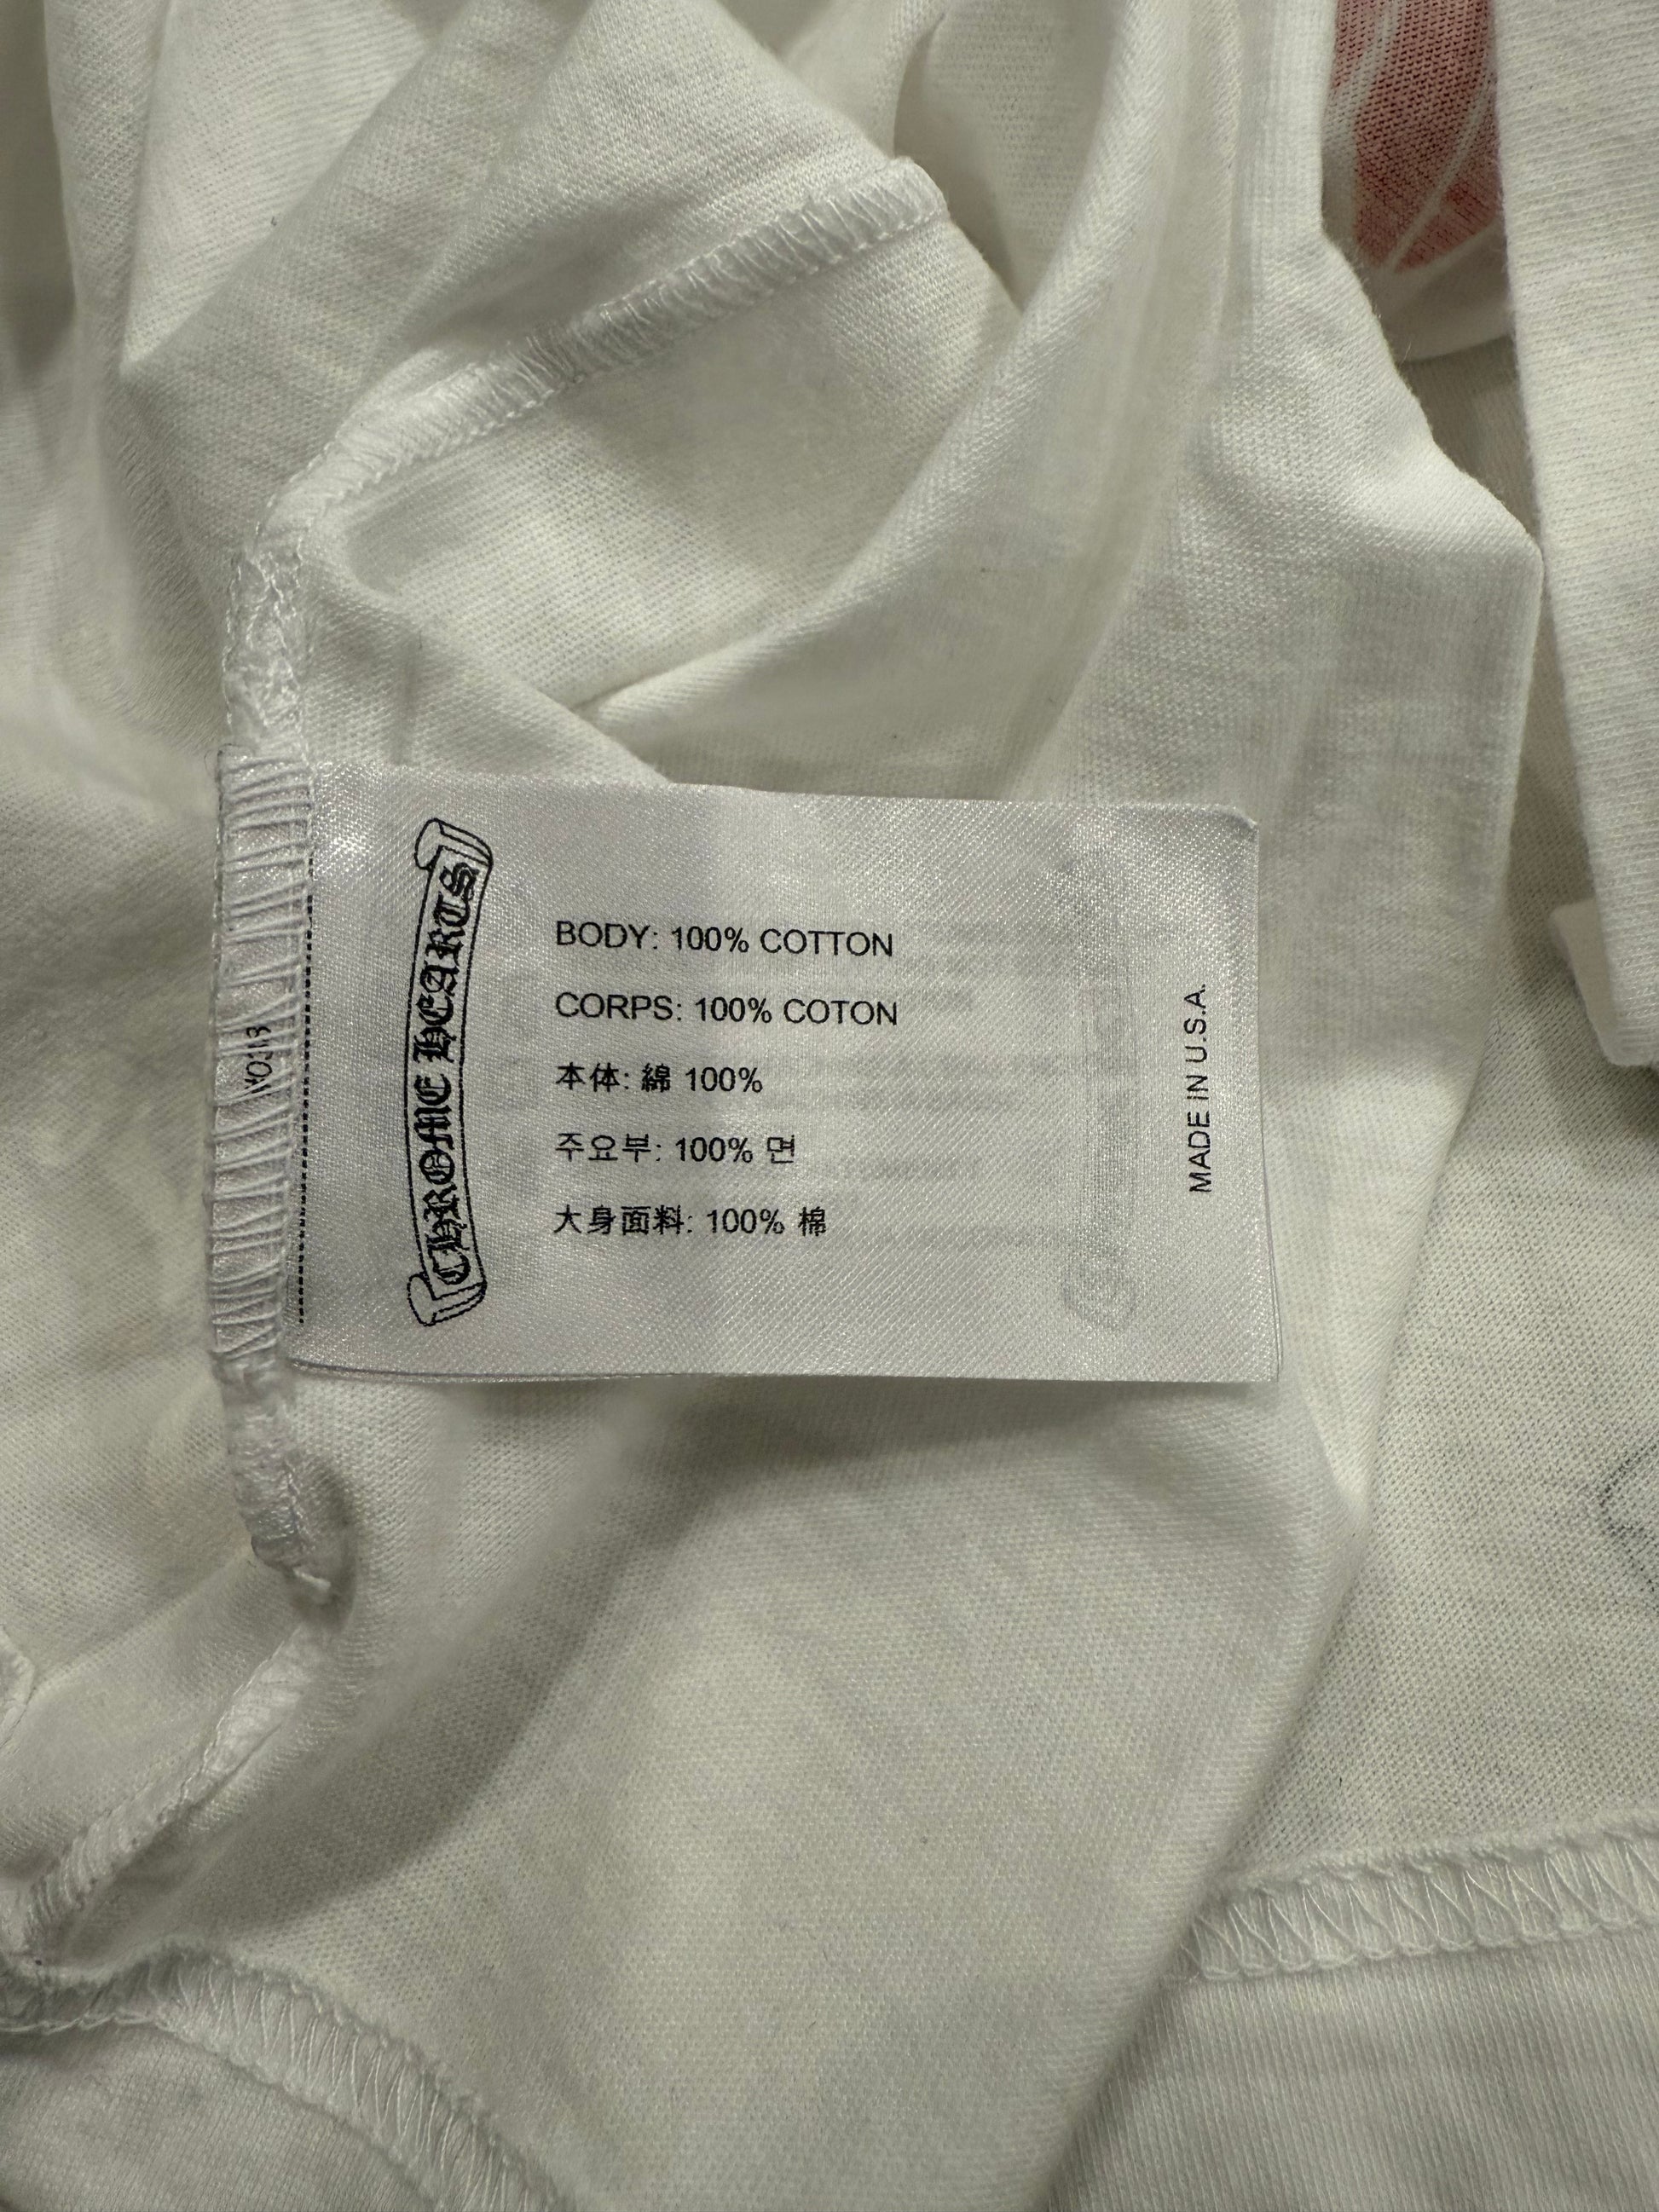 CHROME HEARTS
BODY: 100% COTTON
CORPS: 100% COTON
本体: 綿 100%
주요부: 100% 면
大身面料: 100% 棉
MADE IN U.S.A.